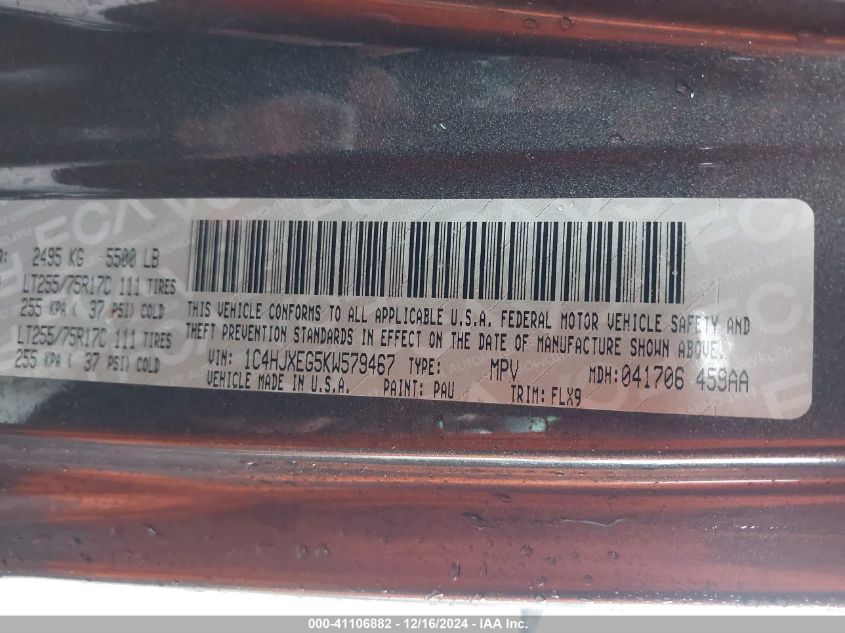 R: 2495 KG 5500 LB
LT255/75R17C 111 TIRES
255 KPA ( 37 PSI) COLD
LT255/75R17C 111 TIRES
255 KPA ( 37 PSI) COLD
THIS VEHICLE CONFORMS TO ALL APPLICABLE U.S.A. FEDERAL MOTOR VEHICLE SAFETY AND
THEFT PREVENTION STANDARDS IN EFFECT ON THE DATE OF MANUFACTURE SHOWN ABOVE.
VIN: 1C4HJXEG5KW579467 TYPE: MPV MDH:041706 459AA
VEHICLE MADE IN U.S.A. PAINT: PAU TRIM:FLX9
000-41106882 - 12/16/2024 - IAA